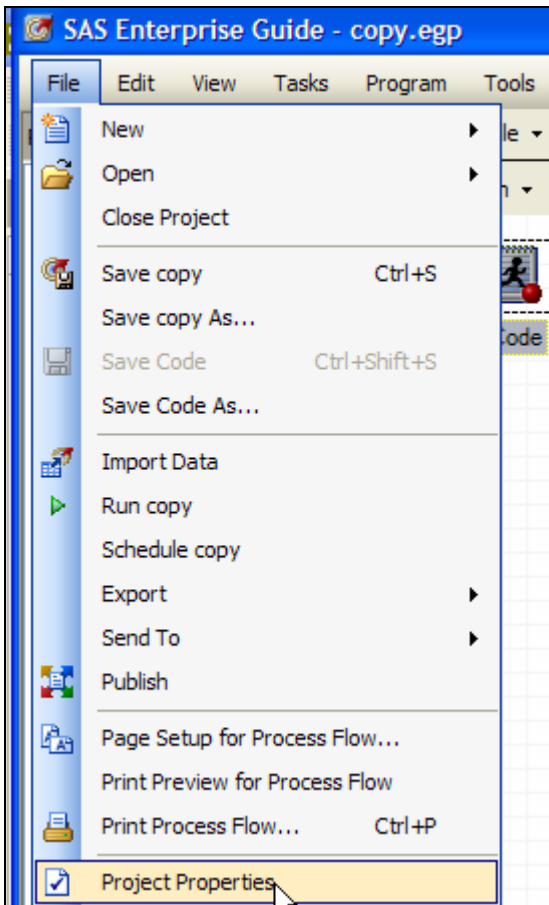 SAS Enterprise Guide - copy.egp
File Edit View Tasks Program Tools
New
Open
Close Project
Save copy Ctrl+S
Save copy As...
Save Code Ctrl+Shift+S
Save Code As...
Import Data
Run copy
Schedule copy
Export
Send To
Publish
Page Setup for Process Flow...
Print Preview for Process Flow
Print Process Flow... Ctrl+P
Project Properties